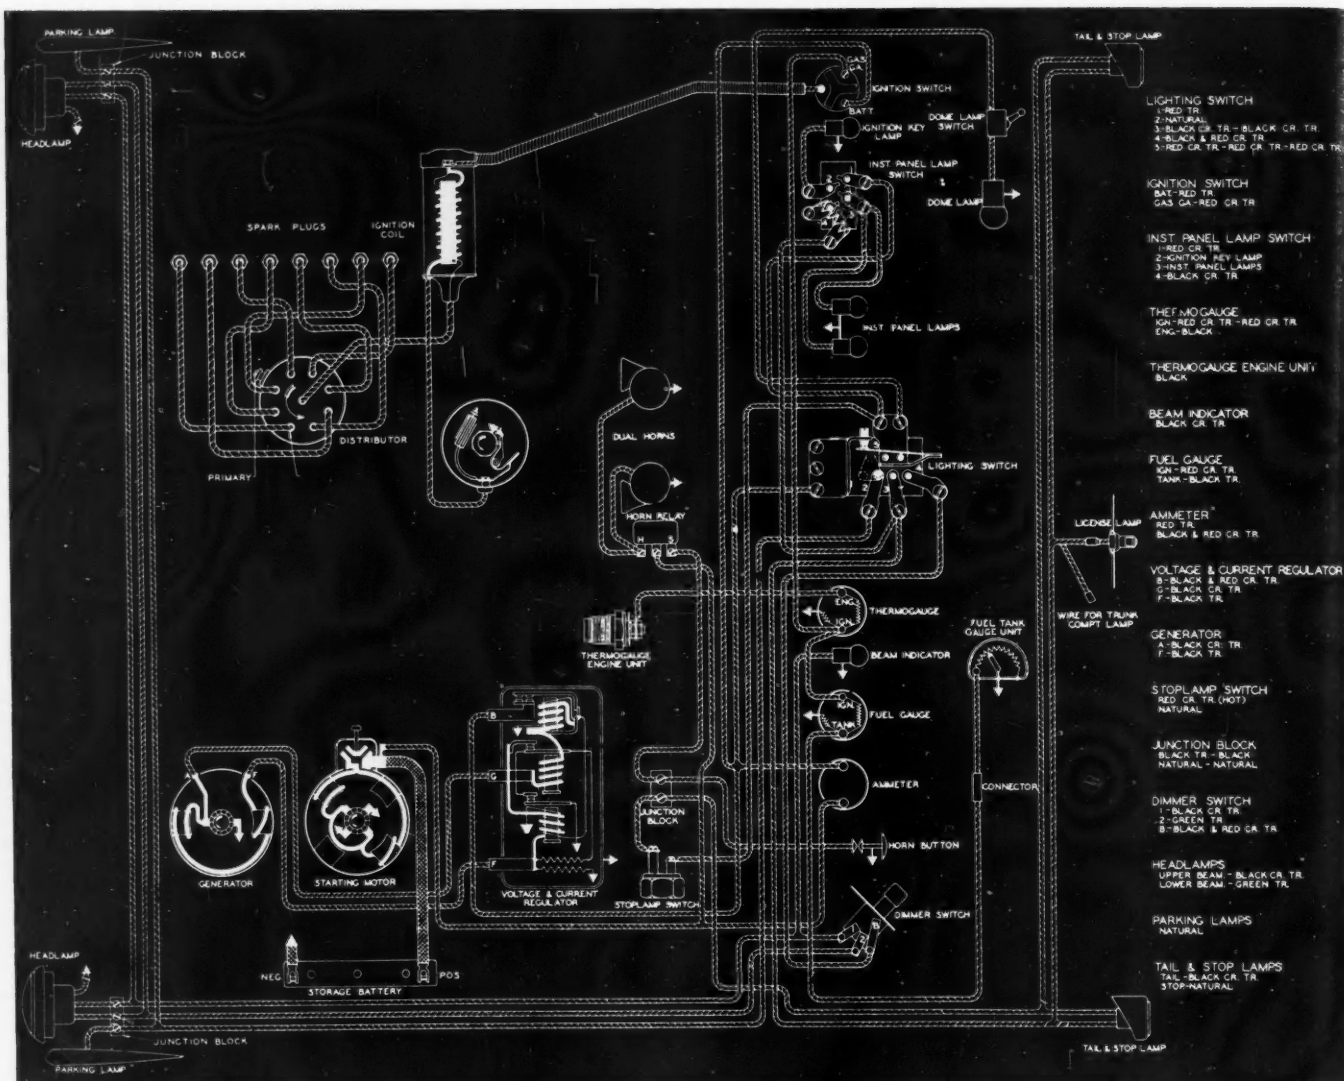 PARKING LAMP
JUNCTION BLOCK
HEADLAMP
SPARK PLUGS
IGNITION
COIL
DISTRIBUTOR
PRIMARY
GAS
GA.
BATT
IGNITION SWITCH
IGNITION KEY
LAMP
DOME LAMP
SWITCH
INST. PANEL LAMP
SWITCH
DOME LAMP
INST PANEL LAMPS
DUAL HORNS
HORN RELAY
H S
LIGHTING SWITCH
THERMOGAUGE
ENGINE UNIT
ENG.
IGN.
THERMOGAUGE
BEAM INDICATOR
IGN.
TANK
FUEL GAUGE
AMMETER
FUEL TANK
GAUGE UNIT
CONNECTOR
HORN BUTTON
B
2
DIMMER SWITCH
JUNCTION
BLOCK
STOPLAMP SWITCH
B
G
F
VOLTAGE & CURRENT
REGULATOR
GENERATOR
STARTING MOTOR
NEG
POS
STORAGE BATTERY
HEADLAMP
JUNCTION BLOCK
PARKING LAMP
TAIL & STOP LAMP
LICENSE LAMP
WIRE FOR TRUNK
COMPT LAMP
TAIL & STOP LAMP
LIGHTING SWITCH
1-RED TR.
2-NATURAL
3-BLACK CR. TR.-BLACK CR. TR.
4-BLACK & RED CR. TR.
5-RED CR. TR.-RED CR. TR.-RED CR. TR.
IGNITION SWITCH
BAT-RED TR.
GAS GA-RED CR. TR.
INST PANEL LAMP SWITCH
1-RED CR. TR.
2-IGNITION KEY LAMP
3-INST PANEL LAMPS
4-BLACK CR. TR.
THERMOGAUGE
IGN-RED CR. TR-RED CR. TR.
ENG-BLACK
THERMOGAUGE ENGINE UNIT
BLACK
BEAM INDICATOR
BLACK CR. TR.
FUEL GAUGE
IGN-RED CR. TR.
TANK-BLACK TR.
AMMETER
RED TR.
BLACK & RED CR. TR.
VOLTAGE & CURRENT REGULATOR
B-BLACK & RED CR. TR.
G-BLACK CR. TR.
F-BLACK TR.
GENERATOR
A-BLACK CR. TR.
F-BLACK TR.
STOPLAMP SWITCH
RED CR. TR. (HOT)
NATURAL
JUNCTION BLOCK
BLACK TR.-BLACK
NATURAL-NATURAL
DIMMER SWITCH
1-BLACK CR. TR.
2-GREEN TR.
B-BLACK & RED CR. TR.
HEADLAMPS
UPPER BEAM-BLACK CR. TR.
LOWER BEAM-GREEN TR.
PARKING LAMPS
NATURAL
TAIL & STOP LAMPS
TAIL-BLACK CR. TR.
STOP-NATURAL